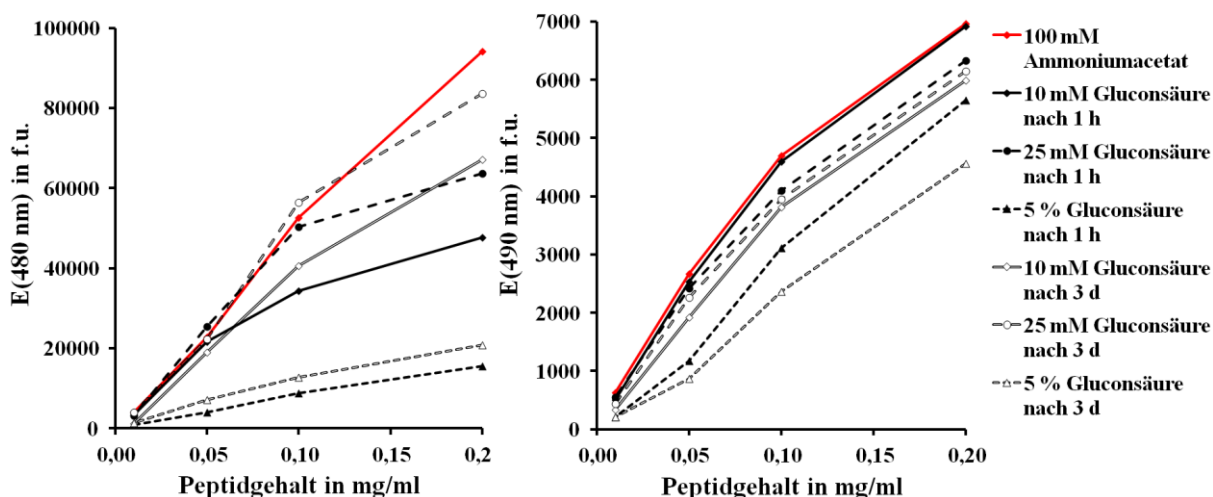 E(480 nm) in f.u.
100000
80000
60000
40000
20000
0
0,00
0,05
0,10
0,15
0,2
Peptidgehalt in mg/ml
E(490 nm) in f.u.
7000
6000
5000
4000
3000
2000
1000
0
0,00
0,05
0,10
0,15
0,20
Peptidgehalt in mg/ml
100 mM
Ammoniumacetat
10 mM Gluconsäure
nach 1 h
25 mM Gluconsäure
nach 1 h
5 % Gluconsäure
nach 1 h
10 mM Gluconsäure
nach 3 d
25 mM Gluconsäure
nach 3 d
5 % Gluconsäure
nach 3 d